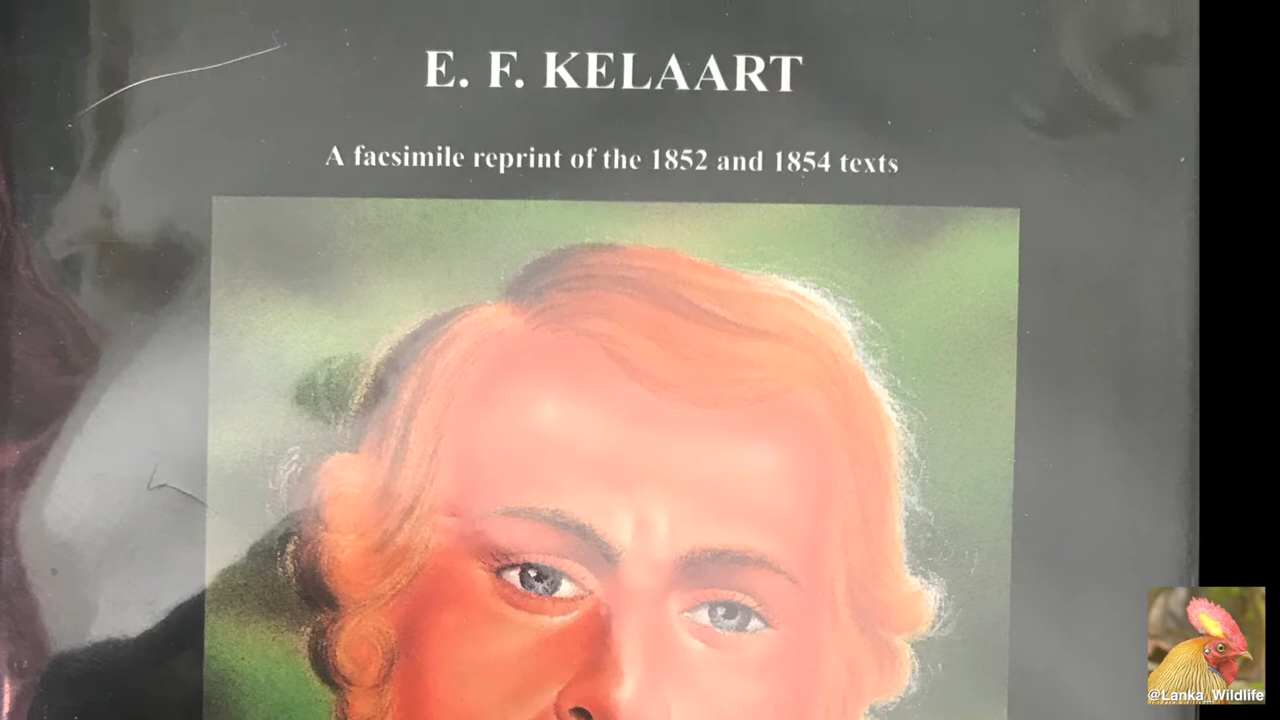 E. F. KELAART
A facsimile reprint of the 1852 and 1854 texts
@Lanka_Wildlife